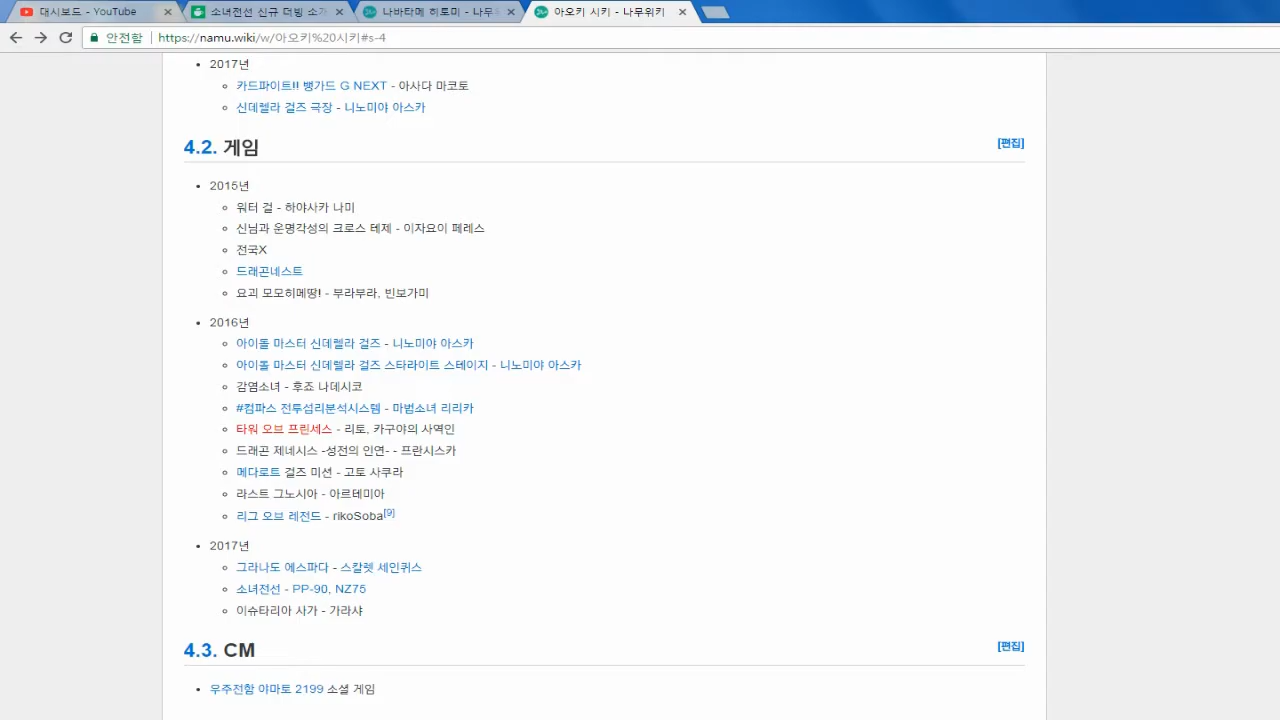 대시보드 - YouTube
소녀전선 신규 더빙 소개
나바타메 히토미 - 나무위
아오키 시키 - 나무위키
안전함
https://namu.wiki/w/아오키%20시키#s-4
2017년
카드파이트!! 뱅가드 G NEXT - 아사다 마코토
신데렐라 걸즈 극장 - 니노미야 아스카
4.2. 게임
[편집]
2015년
워터 걸 - 하야사카 나미
신님과 운명각성의 크로스 테제 - 이자요이 페레스
전국X
드래곤네스트
요괴 모모히메땅! - 부라부라, 빈보가미
2016년
아이돌 마스터 신데렐라 걸즈 - 니노미야 아스카
아이돌 마스터 신데렐라 걸즈 스타라이트 스테이지 - 니노미야 아스카
감염소녀 - 후죠 나데시코
#컴파스 전투섭리분석시스템 - 마법소녀 리리카
타워 오브 프린세스 - 리토, 카구야의 사역인
드래곤 제네시스 -성전의 인연- - 프란시스카
메다로트 걸즈 미션 - 고토 사쿠라
라스트 그노시아 - 아르테미아
리그 오브 레전드 - rikoSoba[9]
2017년
그라나도 에스파다 - 스칼렛 세인퀴스
소녀전선 - PP-90, NZ75
이슈타리아 사가 - 가라샤
4.3. CM
[편집]
우주전함 야마토 2199 소셜 게임